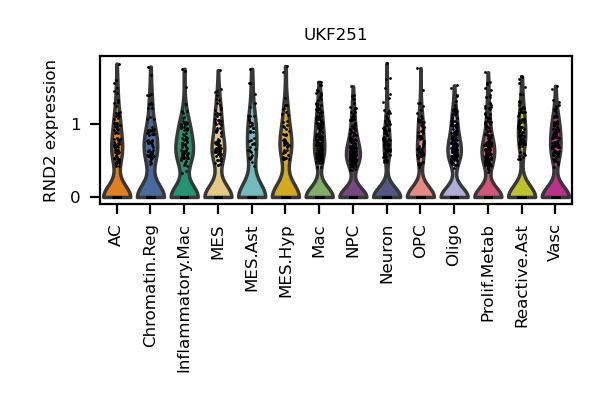 UKF251
RND2 expression
1
0
AC
Chromatin.Reg
Inflammatory.Mac
MES
MES.Ast
MES.Hyp
Mac
NPC
Neuron
OPC
Oligo
Prolif.Metab
Reactive.Ast
Vasc